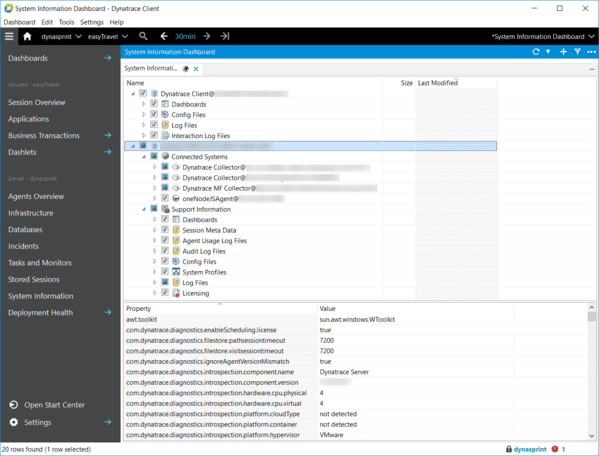 System Information Dashboard - Dynatrace Client
Dashboard Edit Tools Settings Help
dynasprint easyTravel 30min *System Information Dashboard
Dashboards
Session - easyTravel
Session Overview
Applications
Business Transactions
Dashlets
Server - dynasprint
Agents Overview
Infrastructure
Databases
Incidents
Tasks and Monitors
Stored Sessions
System Information
Deployment Health
Open Start Center
Settings
System Information Dashboard
System Informati...
Name Size Last Modified
Dynatrace Client@
Dashboards
Config Files
Log Files
Interaction Log Files
Connected Systems
Dynatrace Collector@
Dynatrace Collector@
Dynatrace MF Collector@
oneNodeJSAgent@
Support Information
Dashboards
Session Meta Data
Agent Usage Log Files
Audit Log Files
Config Files
System Profiles
Log Files
Licensing
Property Value
awt.toolkit sun.awt.windows.WToolkit
com.dynatrace.diagnostics.enableScheduling.license true
com.dynatrace.diagnostics.filestore.pathsessiontimeout 7200
com.dynatrace.diagnostics.filestore.visitsessiontimeout 7200
com.dynatrace.diagnostics.ignoreAgentVersionMismatch true
com.dynatrace.diagnostics.introspection.component.name Dynatrace Server
com.dynatrace.diagnostics.introspection.component.version
com.dynatrace.diagnostics.introspection.hardware.cpu.physical 4
com.dynatrace.diagnostics.introspection.hardware.cpu.virtual 4
com.dynatrace.diagnostics.introspection.platform.cloudType not detected
com.dynatrace.diagnostics.introspection.platform.container not detected
com.dynatrace.diagnostics.introspection.platform.hypervisor VMware
20 rows found (1 row selected) dynasprint 1